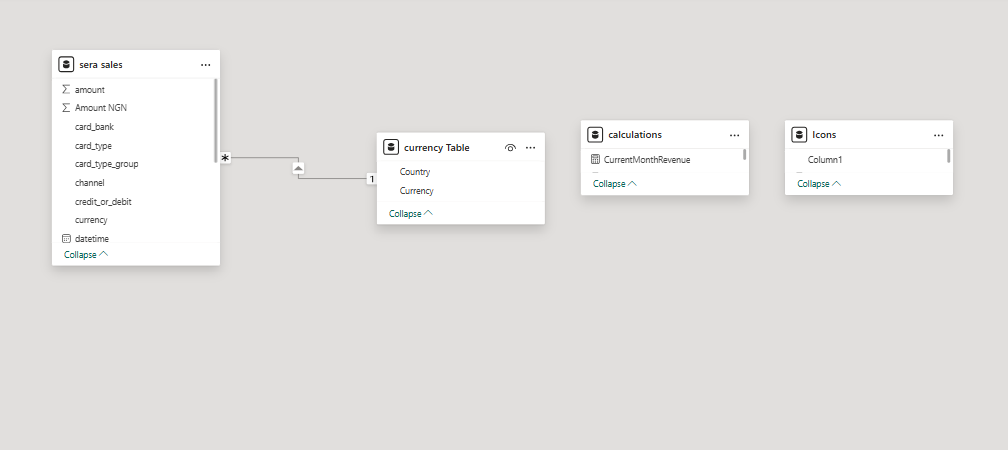 sera sales
amount
Amount NGN
card_bank
card_type
card_type_group
channel
credit_or_debit
currency
datetime
Collapse
*
1
currency Table
Country
Currency
Collapse
calculations
CurrentMonthRevenue
Collapse
Icons
Column1
Collapse